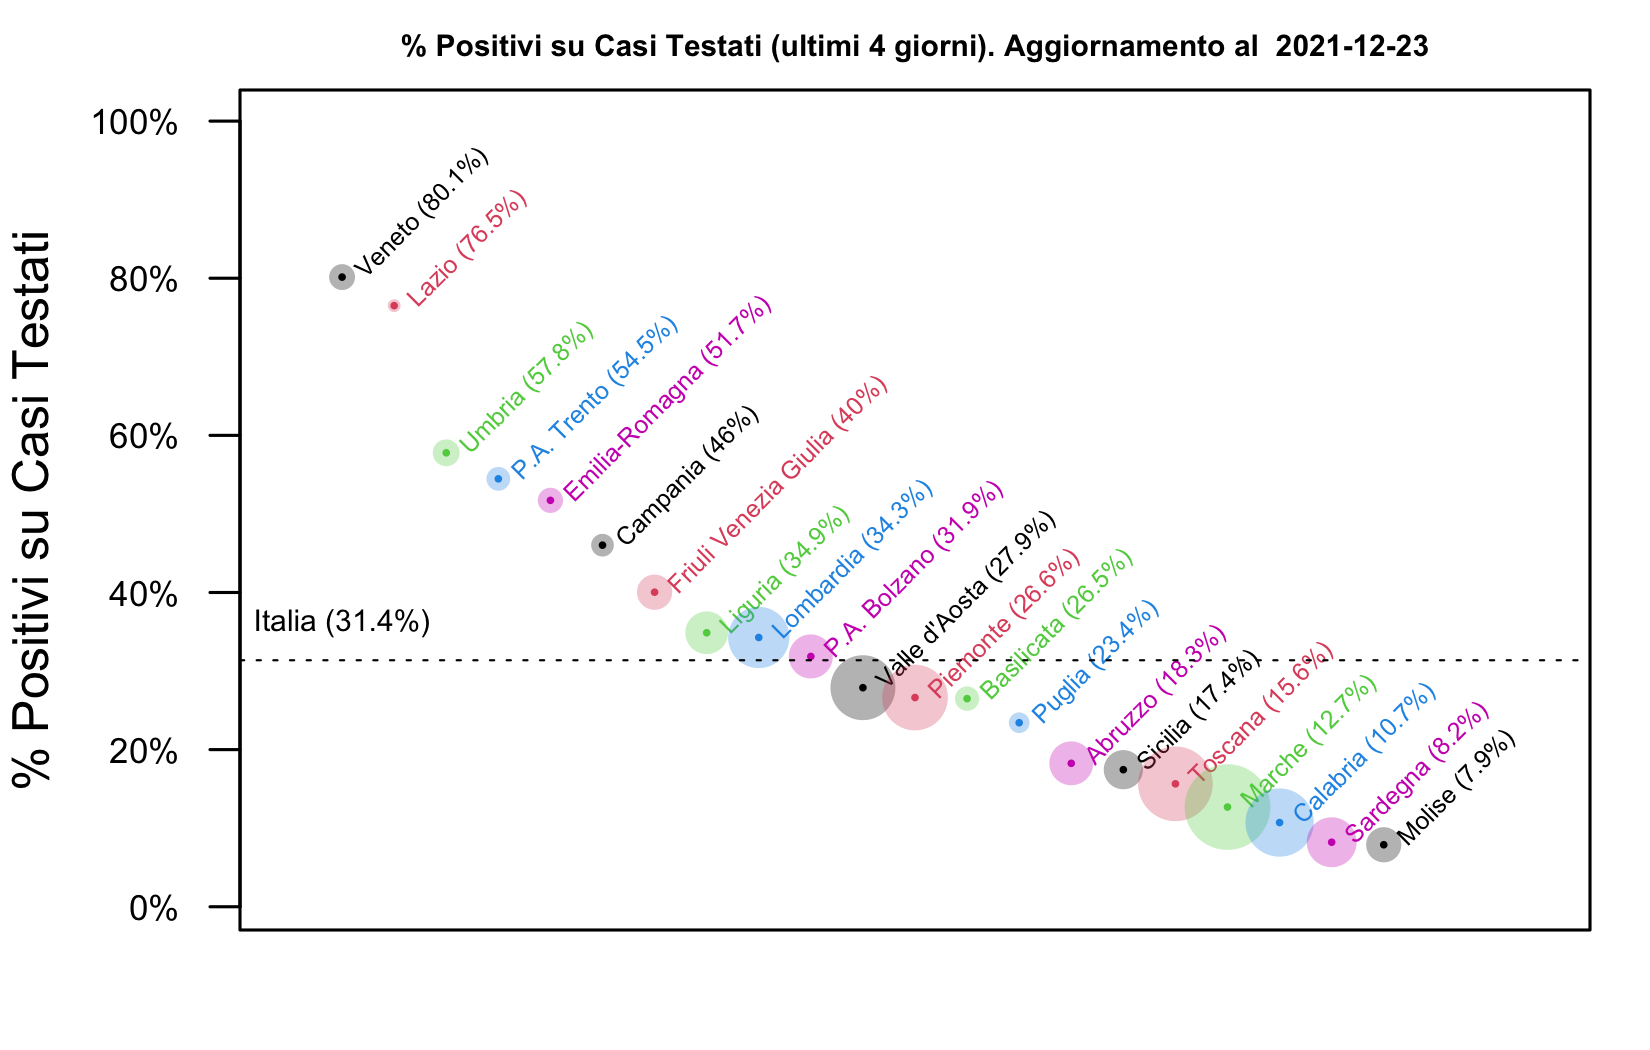 % Positivi su Casi Testati (ultimi 4 giorni). Aggiornamento al  2021-12-23
% Positivi su Casi Testati
100%
80%
60%
40%
20%
0%
Italia (31.4%)
Veneto (80.1%)
Lazio (76.5%)
Umbria (57.8%)
P.A. Trento (54.5%)
Emilia-Romagna (51.7%)
Campania (46%)
Friuli Venezia Giulia (40%)
Liguria (34.9%)
Lombardia (34.3%)
P.A. Bolzano (31.9%)
Valle d'Aosta (27.9%)
Piemonte (26.6%)
Basilicata (26.5%)
Puglia (23.4%)
Abruzzo (18.3%)
Sicilia (17.4%)
Toscana (15.6%)
Marche (12.7%)
Calabria (10.7%)
Sardegna (8.2%)
Molise (7.9%)